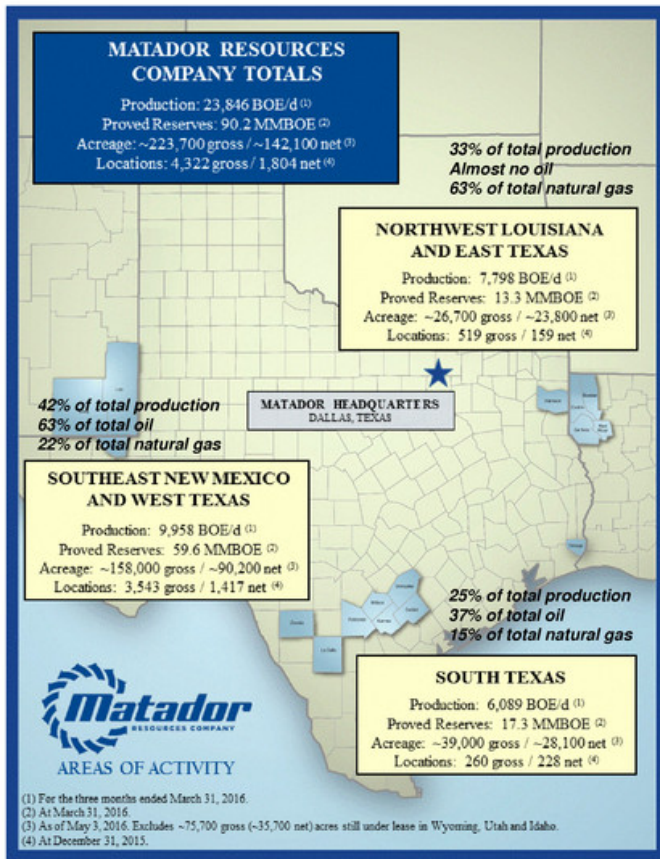 MATADOR RESOURCES
COMPANY TOTALS
Production: 23,846 BOE/d (1)
Proved Reserves: 90.2 MMBOE (2)
Acreage: ~223,700 gross / ~142,100 net (3)
Locations: 4,322 gross / 1,804 net (4)
33% of total production
Almost no oil
63% of total natural gas
NORTHWEST LOUISIANA
AND EAST TEXAS
Production: 7,798 BOE/d (1)
Proved Reserves: 13.3 MMBOE (2)
Acreage: ~26,700 gross / ~23,800 net (3)
Locations: 519 gross / 159 net (4)
MATADOR HEADQUARTERS
DALLAS, TEXAS
42% of total production
63% of total oil
22% of total natural gas
SOUTHEAST NEW MEXICO
AND WEST TEXAS
Production: 9,958 BOE/d (1)
Proved Reserves: 59.6 MMBOE (2)
Acreage: ~158,000 gross / ~90,200 net (3)
Locations: 3,543 gross / 1,417 net (4)
25% of total production
37% of total oil
15% of total natural gas
La Salle
SOUTH TEXAS
Production: 6,089 BOE/d (1)
Proved Reserves: 17.3 MMBOE (2)
Acreage: ~39,000 gross / ~28,100 net (3)
Locations: 260 gross / 228 net (4)
Matador
RESOURCES COMPANY
AREAS OF ACTIVITY
(1) For the three months ended March 31, 2016.
(2) At March 31, 2016.
(3) As of May 3, 2016. Excludes ~75,700 gross (~35,700 net) acres still under lease in Wyoming, Utah and Idaho.
(4) At December 31, 2015.